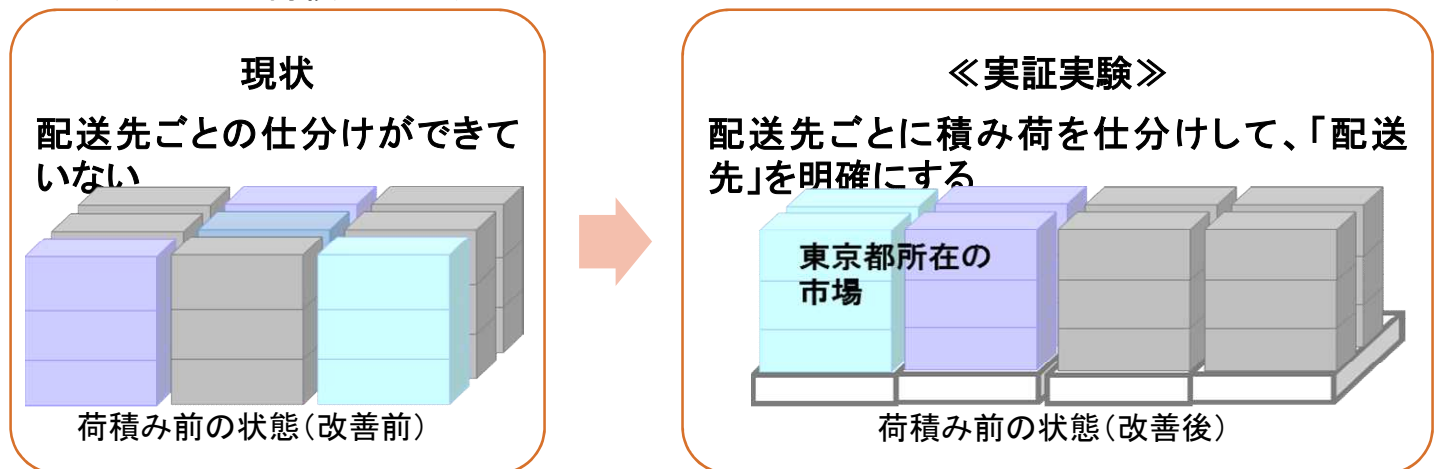 現状
配送先ごとの仕分けができて
いない
荷積み前の状態(改善前)
≪実証実験≫
配送先ごとに積み荷を仕分けして、「配送
先」を明確にする
東京都所在の
市場
荷積み前の状態(改善後)